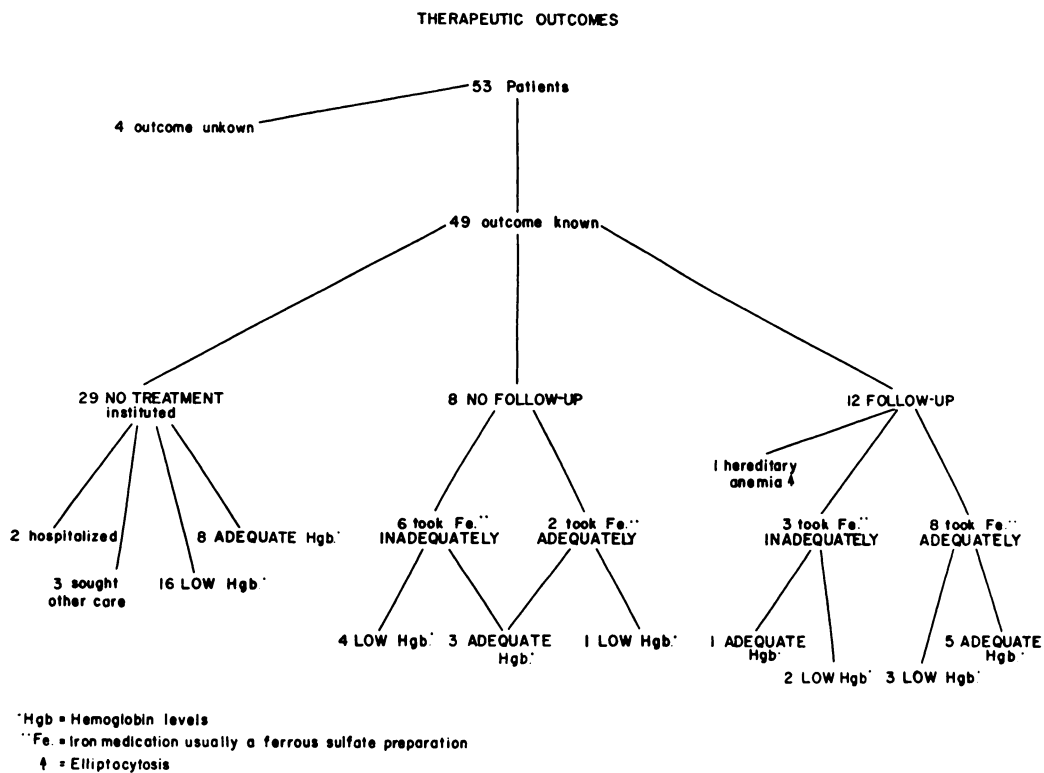 THERAPEUTIC OUTCOMES
53 Patients
4 outcome unkown
49 outcome known
29 NO TREATMENT
instituted
8 NO FOLLOW-UP
12 FOLLOW-UP
1 hereditary
anemia ⚨
2 hospitalized
3 sought
other care
16 LOW Hgb.*
8 ADEQUATE Hgb.*
6 took Fe.**
INADEQUATELY
2 took Fe.**
ADEQUATELY
3 took Fe.**
INADEQUATELY
8 took Fe.**
ADEQUATELY
4 LOW Hgb.*
3 ADEQUATE
Hgb.*
1 LOW Hgb.*
1 ADEQUATE
Hgb.*
2 LOW Hgb.*
3 LOW Hgb.*
5 ADEQUATE
Hgb.*
*Hgb = Hemoglobin levels
**Fe. = Iron medication usually a ferrous sulfate preparation
⚨ = Elliptocytosis